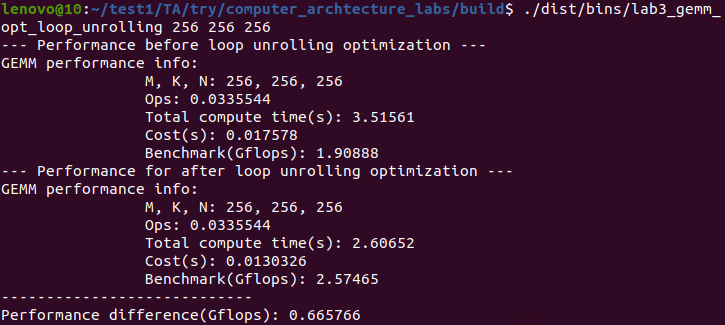 lenovo@10:~/test1/TA/try/computer_archtecture_labs/build$ ./dist/bins/lab3_gemm_
opt_loop_unrolling 256 256 256
--- Performance before loop unrolling optimization ---
GEMM performance info:
M, K, N: 256, 256, 256
Ops: 0.0335544
Total compute time(s): 3.51561
Cost(s): 0.017578
Benchmark(Gflops): 1.90888
--- Performance for after loop unrolling optimization ---
GEMM performance info:
M, K, N: 256, 256, 256
Ops: 0.0335544
Total compute time(s): 2.60652
Cost(s): 0.0130326
Benchmark(Gflops): 2.57465
----------------------------
Performance difference(Gflops): 0.665766